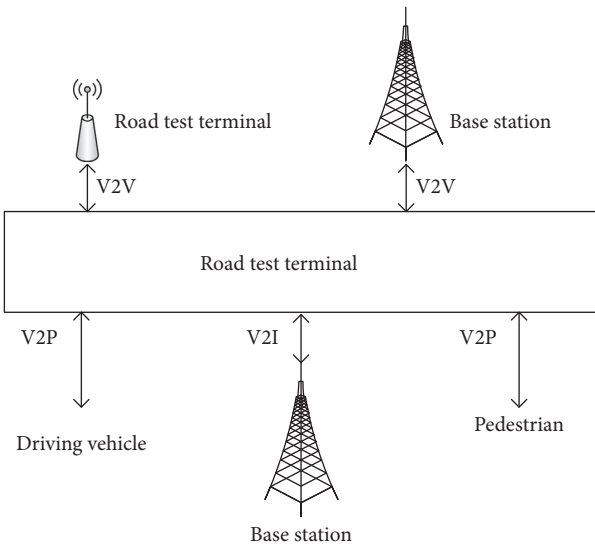 Road test terminal
Base station
V2V
V2V
Road test terminal
V2P
V2I
V2P
Driving vehicle
Pedestrian
Base station